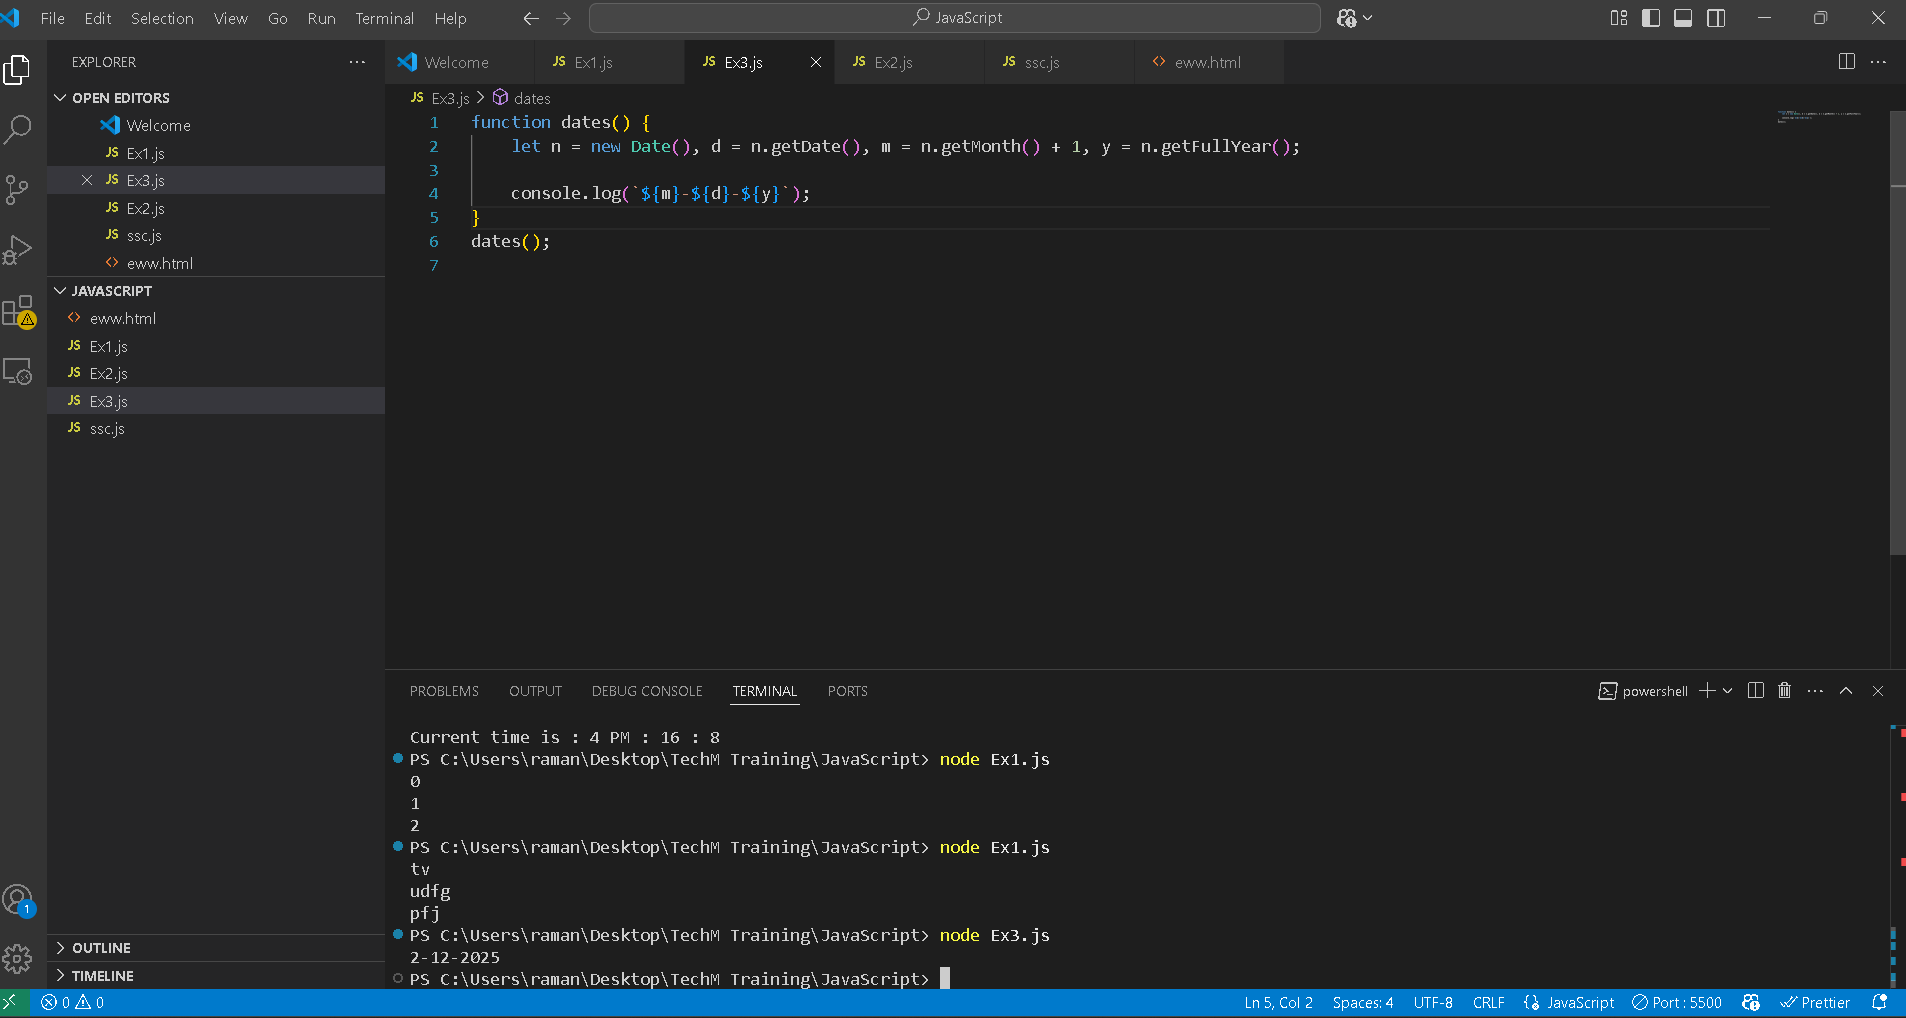 File Edit Selection View Go Run Terminal Help
JavaScript
EXPLORER
OPEN EDITORS
Welcome
JS Ex1.js
JS Ex3.js
JS Ex2.js
JS ssc.js
<> eww.html
JAVASCRIPT
<> eww.html
JS Ex1.js
JS Ex2.js
JS Ex3.js
JS ssc.js
OUTLINE
TIMELINE
1
Welcome JS Ex1.js JS Ex3.js JS Ex2.js JS ssc.js <> eww.html
JS Ex3.js > dates
1 function dates() {
2 let n = new Date(), d = n.getDate(), m = n.getMonth() + 1, y = n.getFullYear();
3
4 console.log(`${m}-${d}-${y}`);
5 }
6 dates();
7
PROBLEMS OUTPUT DEBUG CONSOLE TERMINAL PORTS
powershell
Current time is : 4 PM : 16 : 8
PS C:\Users\raman\Desktop\TechM Training\JavaScript> node Ex1.js
0
1
2
PS C:\Users\raman\Desktop\TechM Training\JavaScript> node Ex1.js
tv
udfg
pfj
PS C:\Users\raman\Desktop\TechM Training\JavaScript> node Ex3.js
2-12-2025
PS C:\Users\raman\Desktop\TechM Training\JavaScript>
0 0 Ln 5, Col 2 Spaces: 4 UTF-8 CRLF JavaScript Port : 5500 Prettier